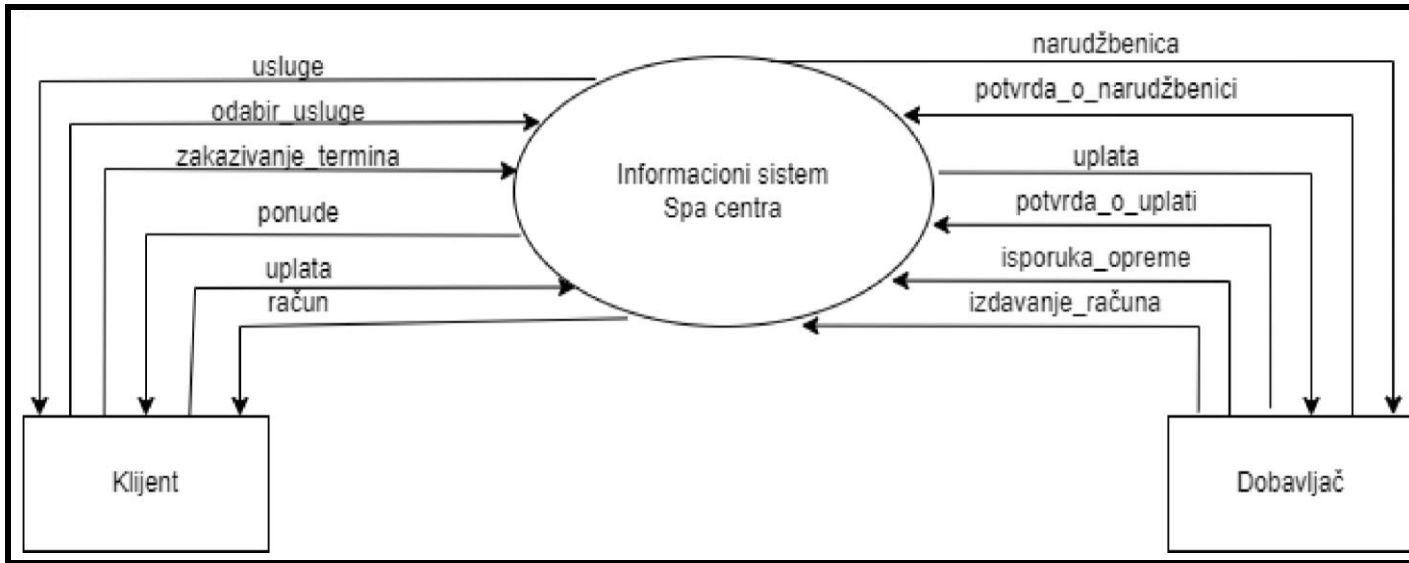 usluge
odabir_usluge
zakazivanje_termina
ponude
uplata
račun
Informacioni sistem
Spa centra
narudžbenica
potvrda_o_narudžbenici
uplata
potvrda_o_uplati
isporuka_opreme
izdavanje_računa
Klijent
Dobavljač